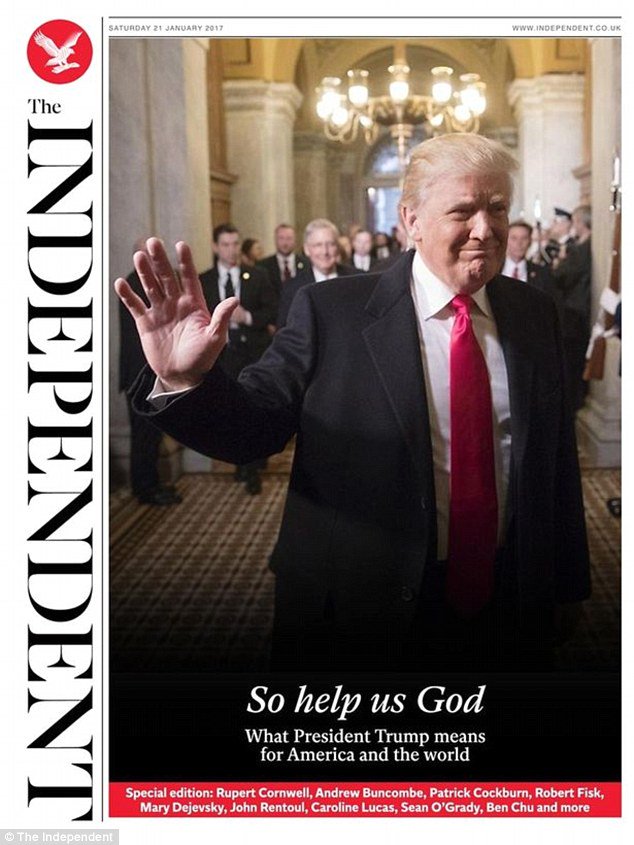 SATURDAY 21 JANUARY 2017
WWW.INDEPENDENT.CO.UK
The
INDEPENDENT
So help us God
What President Trump means
for America and the world
Special edition: Rupert Cornwell, Andrew Buncombe, Patrick Cockburn, Robert Fisk,
Mary Dejevsky, John Rentoul, Caroline Lucas, Sean O'Grady, Ben Chu and more
© The Independent